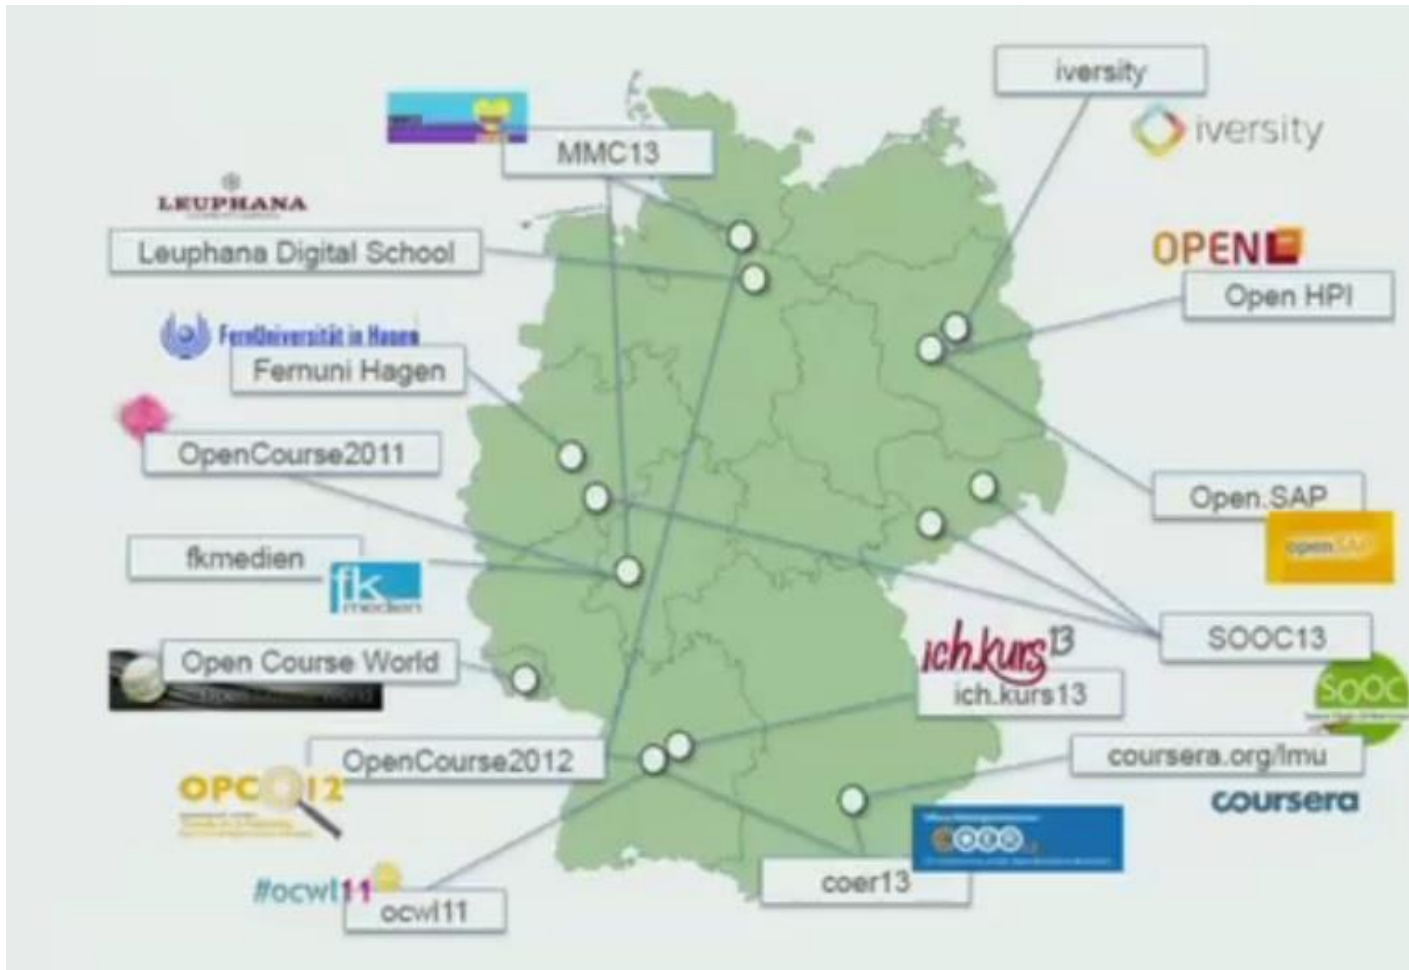 iversity
iversity
MMC13
LEUPHANA
Leuphana Digital School
OPEN
Open HPI
FernUniversität in Hagen
Fernuni Hagen
OpenCourse2011
Open.SAP
open
fkmedien
fk
medien
SOOC13
SOOC
ich.kurs13
ich.kurs13
Open Course World
OpenCourse2012
OPCO12
coursera.org/lmu
coursera
coer13
#ocwl11
ocwl11